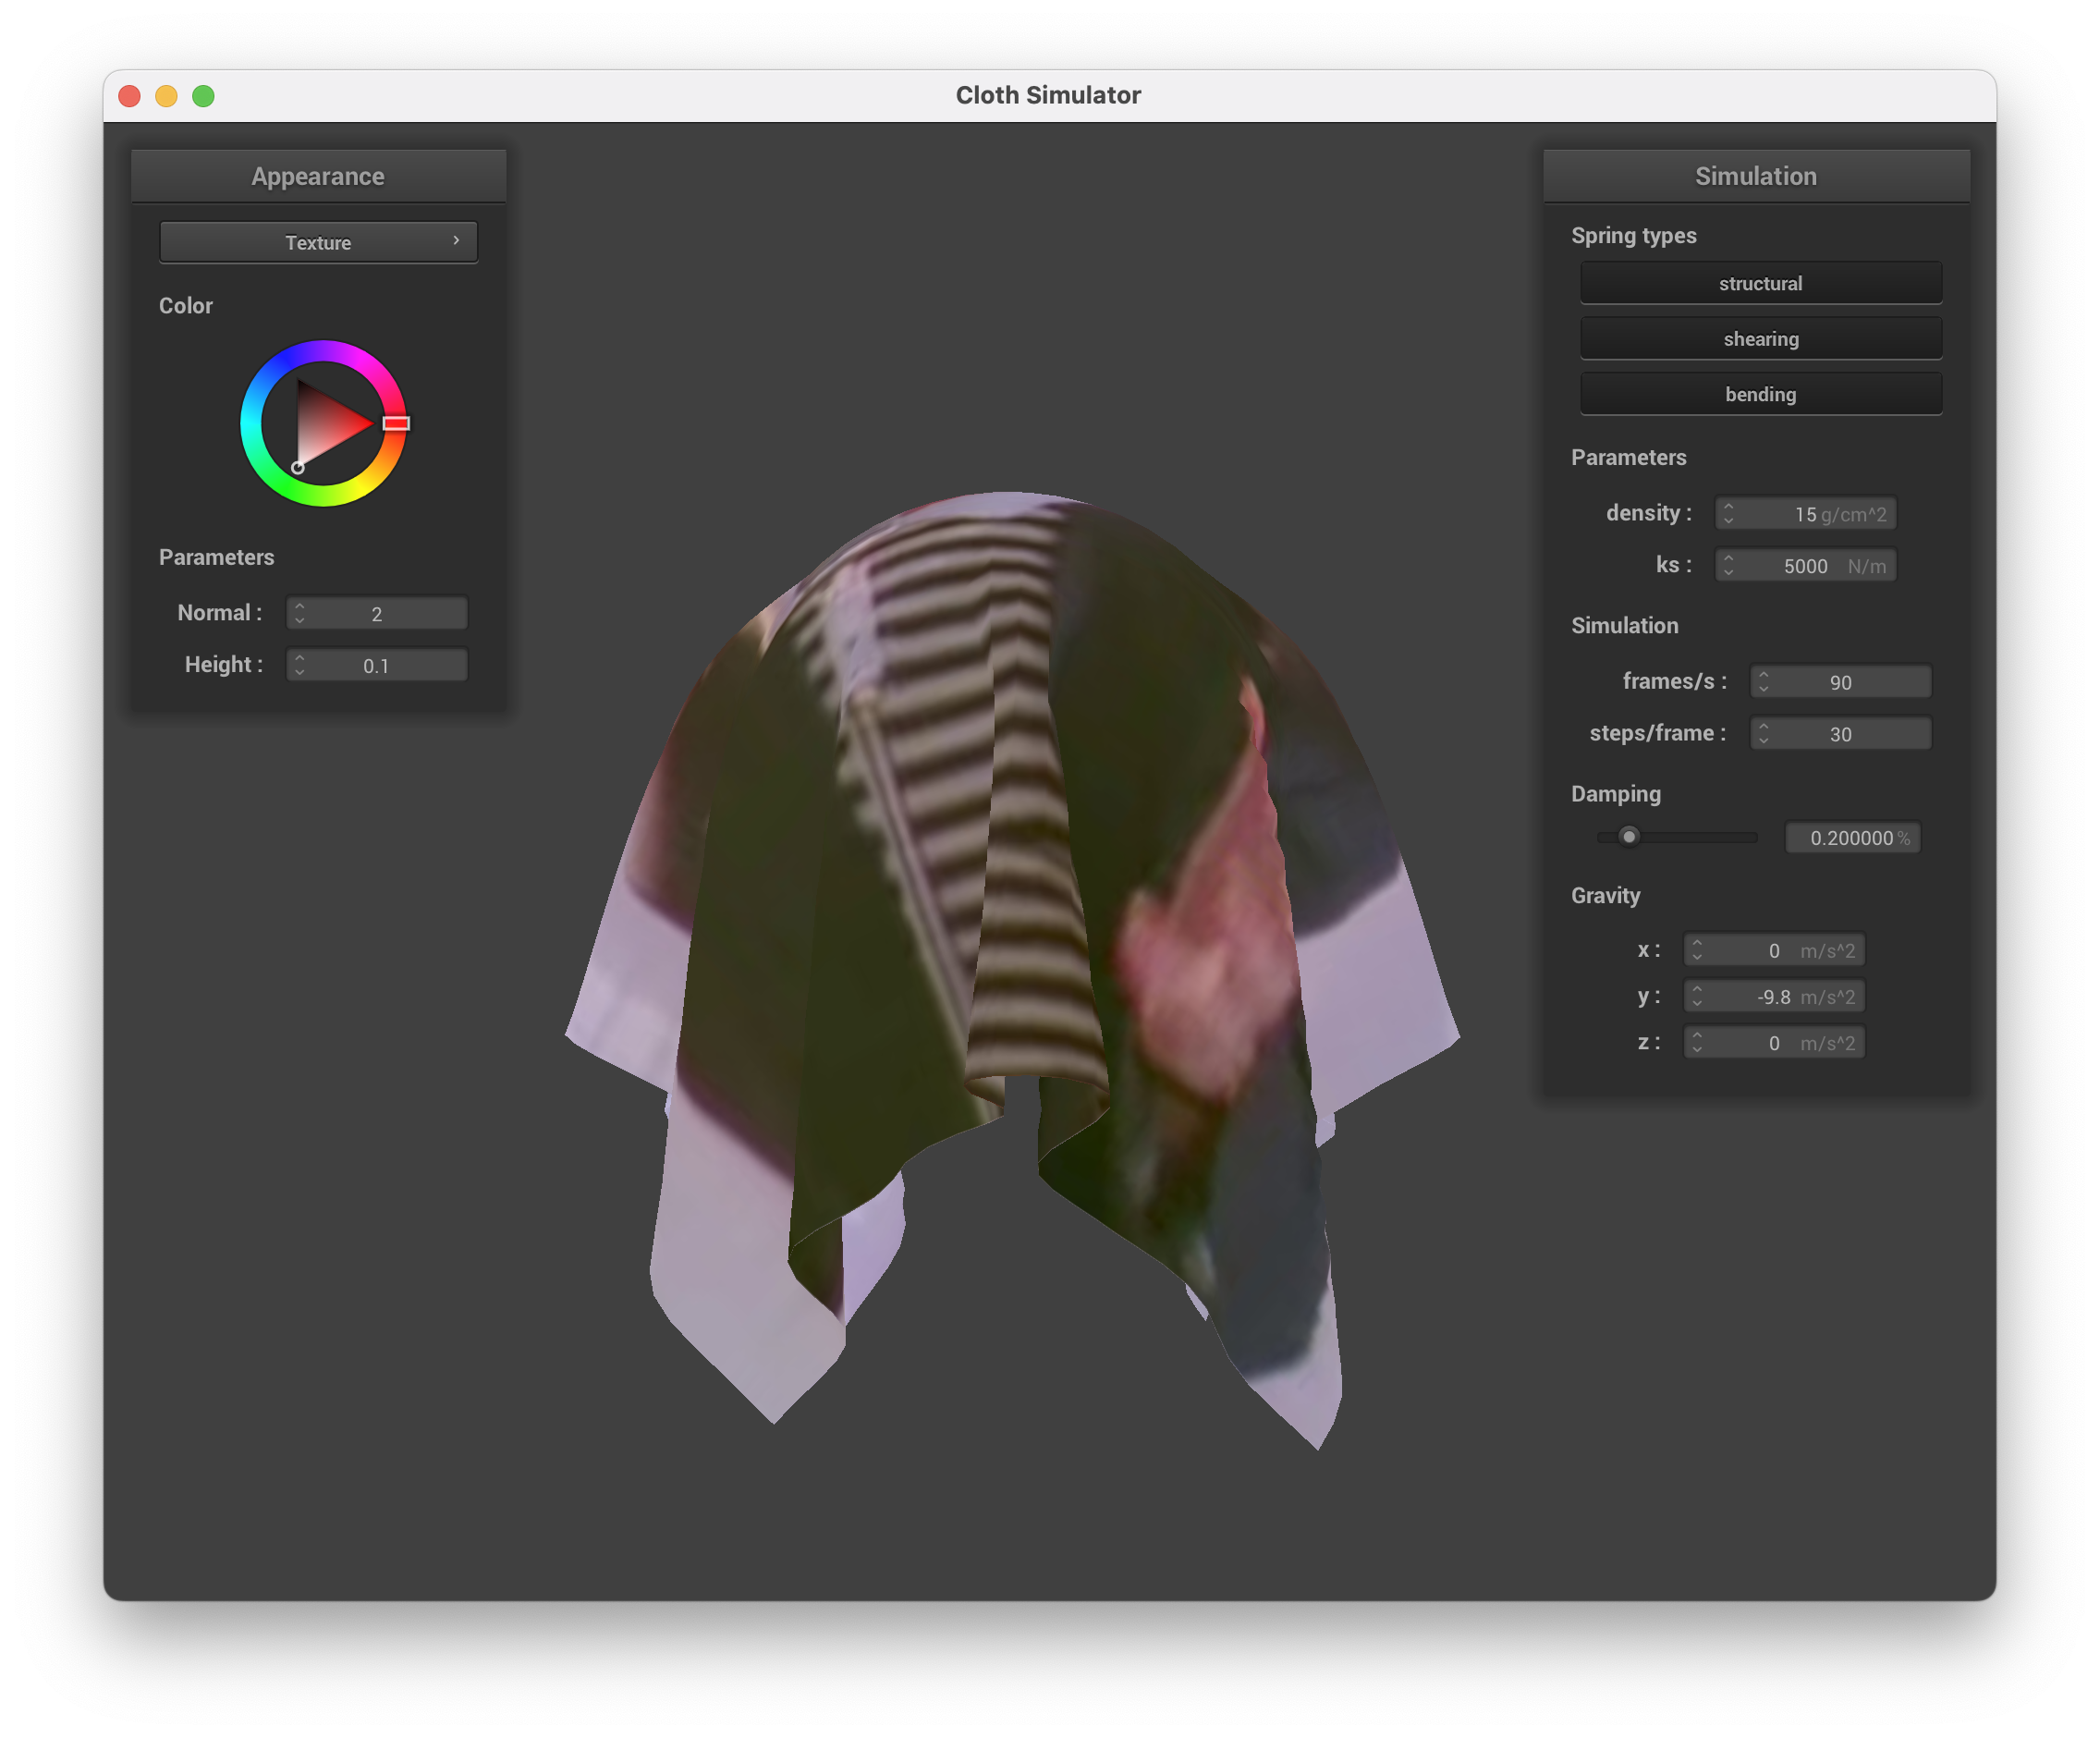 Cloth Simulator
Appearance
Texture
Color
Parameters
Normal : 2
Height : 0.1
Simulation
Spring types
structural
shearing
bending
Parameters
density : 15 g/cm^2
ks : 5000 N/m
Simulation
frames/s : 90
steps/frame : 30
Damping
0.200000 %
Gravity
x : 0 m/s^2
y : -9.8 m/s^2
z : 0 m/s^2